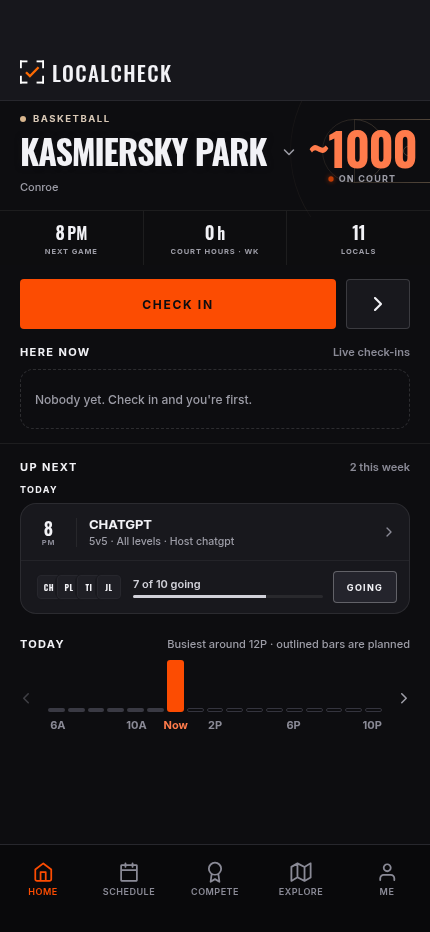 LOCALCHECK
BASKETBALL
KASMIERSKY PARK
~1000
ON COURT
Conroe
8 PM
NEXT GAME
0 h
COURT HOURS · WK
11
LOCALS
CHECK IN
HERE NOW
Live check-ins
Nobody yet. Check in and you're first.
UP NEXT
2 this week
TODAY
8
PM
CHATGPT
5v5 · All levels · Host chatgpt
CH PL TI JL
7 of 10 going
GOING
TODAY
Busiest around 12P · outlined bars are planned
6A 10A Now 2P 6P 10P
HOME SCHEDULE COMPETE EXPLORE ME